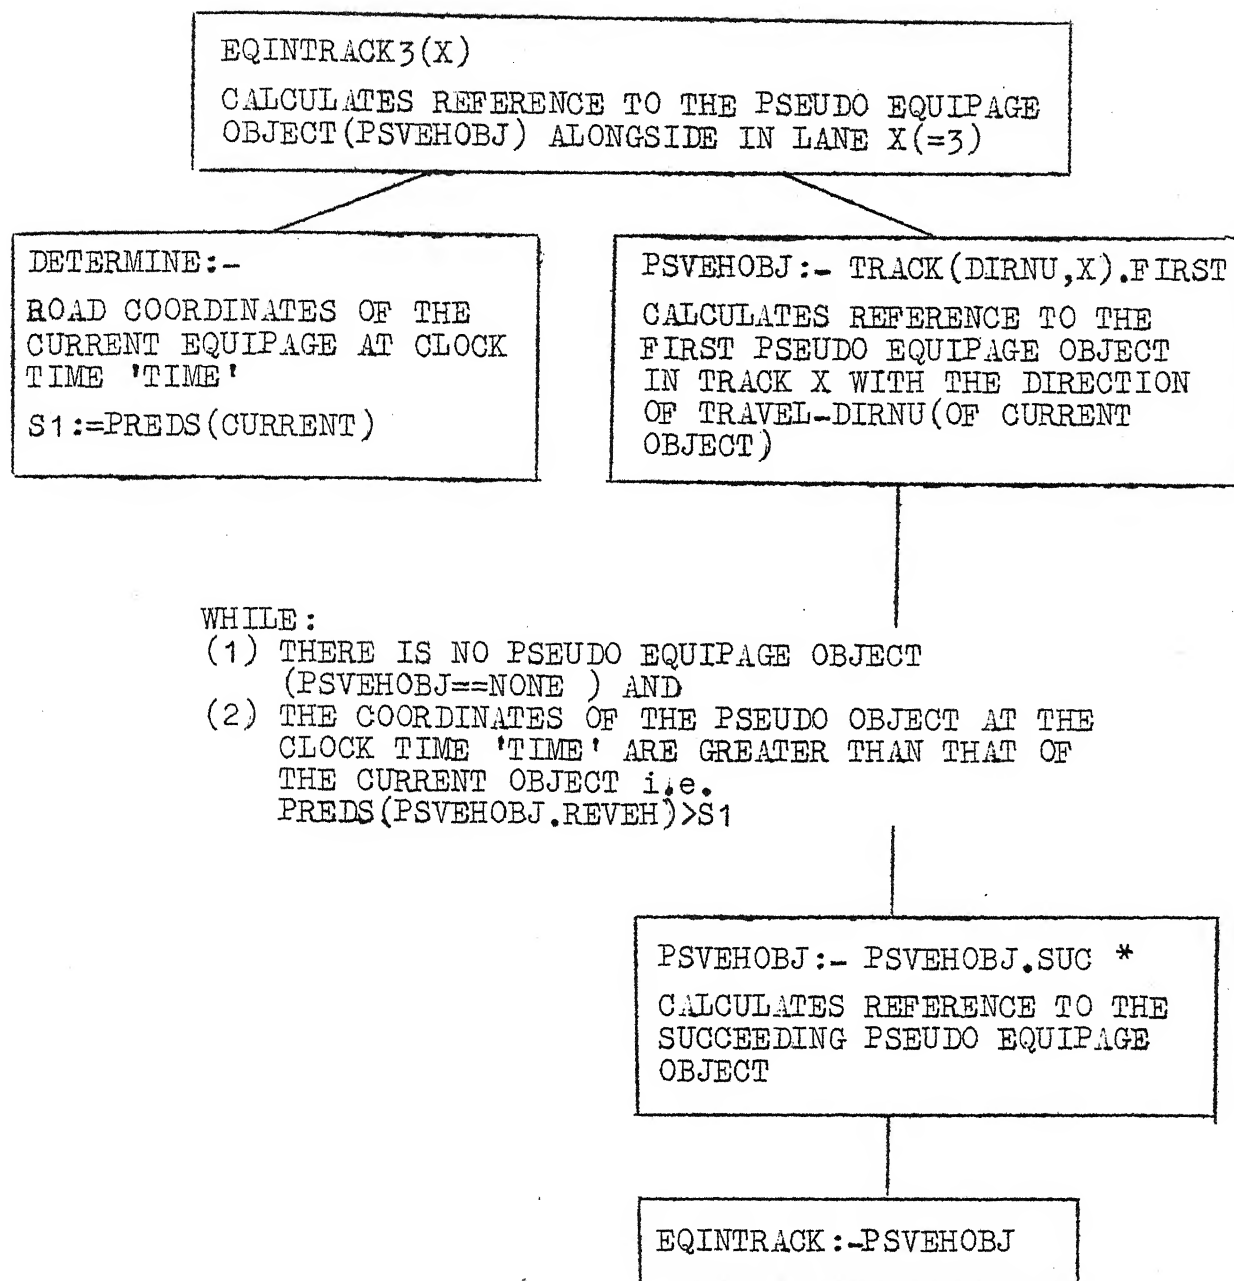 EQINTRACK3(X)
CALCULATES REFERENCE TO THE PSEUDO EQUIPAGE
OBJECT(PSVEHOBJ) ALONGSIDE IN LANE X(=3)
DETERMINE:-
ROAD COORDINATES OF THE
CURRENT EQUIPAGE AT CLOCK
TIME 'TIME'
S1:=PREDS(CURRENT)
PSVEHOBJ:- TRACK(DIRNU,X).FIRST
CALCULATES REFERENCE TO THE
FIRST PSEUDO EQUIPAGE OBJECT
IN TRACK X WITH THE DIRECTION
OF TRAVEL-DIRNU(OF CURRENT
OBJECT)
WHILE:
(1) THERE IS NO PSEUDO EQUIPAGE OBJECT
(PSVEHOBJ==NONE ) AND
(2) THE COORDINATES OF THE PSEUDO OBJECT AT THE
CLOCK TIME 'TIME' ARE GREATER THAN THAT OF
THE CURRENT OBJECT i.e.
PREDS(PSVEHOBJ.REVEH)>S1
PSVEHOBJ:- PSVEHOBJ.SUC *
CALCULATES REFERENCE TO THE
SUCCEEDING PSEUDO EQUIPAGE
OBJECT
EQINTRACK:-PSVEHOBJ